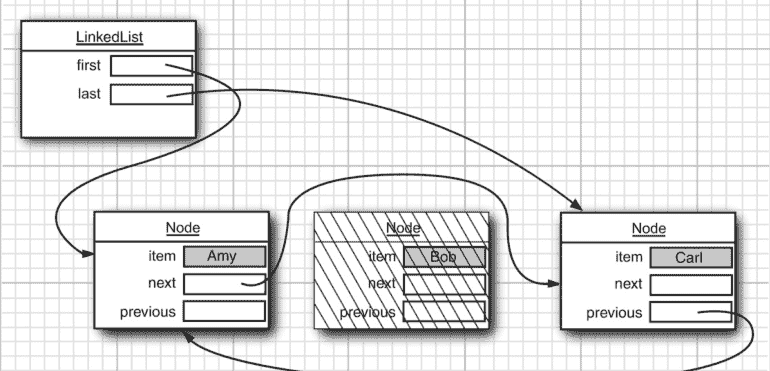 LinkedList
first
last
Node
item Amy
next
previous
Node
item Bob
next
previous
Node
item Carl
next
previous